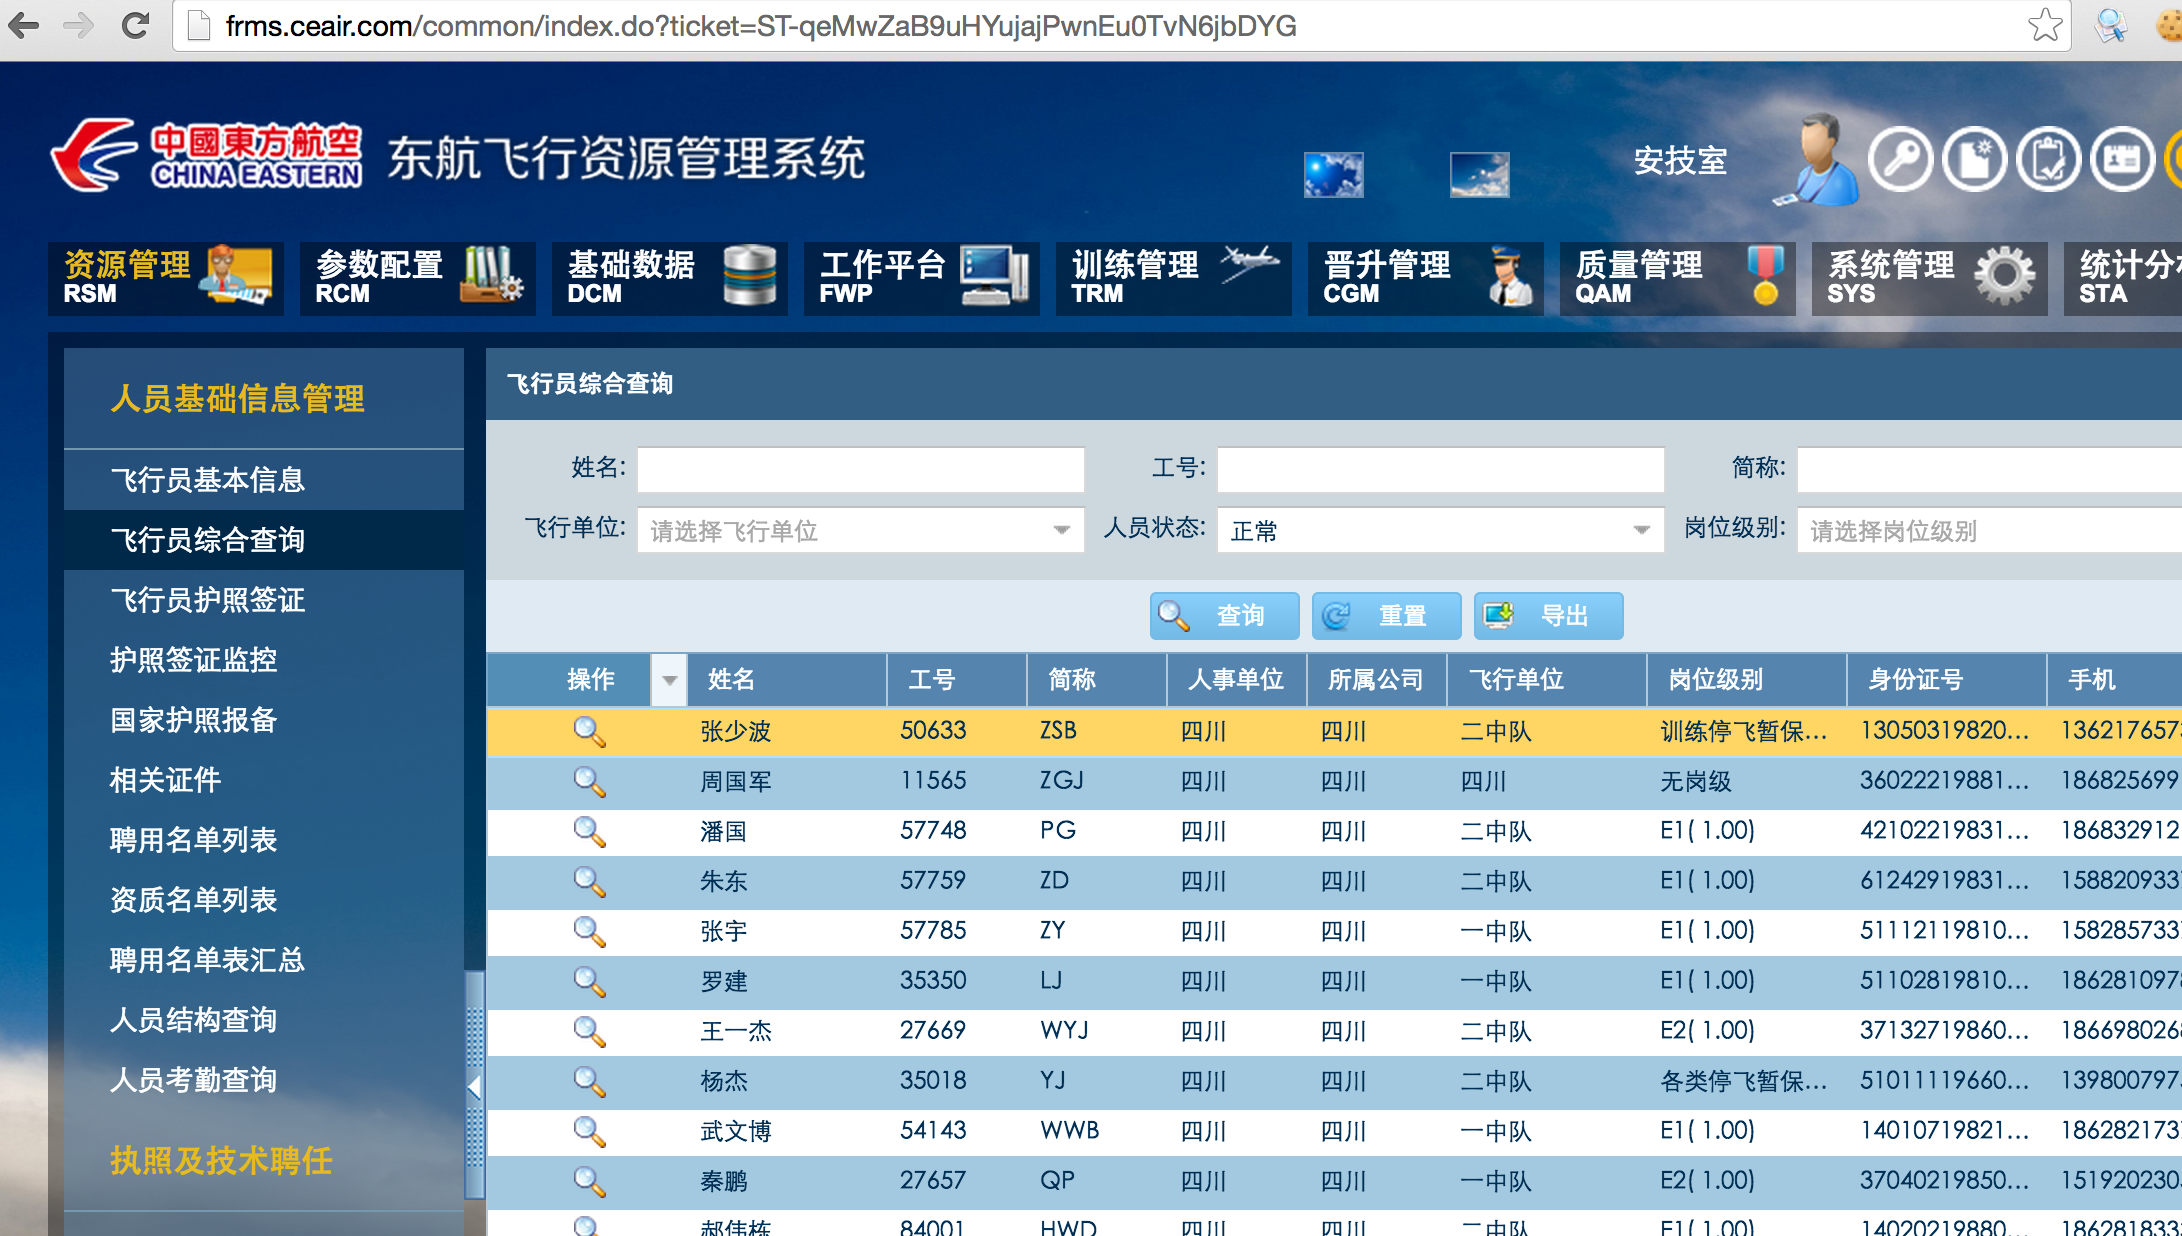 frms.ceair.com/common/index.do?ticket=ST-qeMwZaB9uHYujajPwnEu0TvN6jbDYG
中國東方航空
CHINA EASTERN
东航飞行资源管理系统
安技室
资源管理 RSM
参数配置 RCM
基础数据 DCM
工作平台 FWP
训练管理 TRM
晋升管理 CGM
质量管理 QAM
系统管理 SYS
统计分 STA
人员基础信息管理
飞行员基本信息
飞行员综合查询
飞行员护照签证
护照签证监控
国家护照报备
相关证件
聘用名单列表
资质名单列表
聘用名单表汇总
人员结构查询
人员考勤查询
执照及技术聘任
飞行员综合查询
姓名: 工号: 简称:
飞行单位: 请选择飞行单位 人员状态: 正常 岗位级别: 请选择岗位级别
查询 重置 导出
操作 姓名 工号 简称 人事单位 所属公司 飞行单位 岗位级别 身份证号 手机
张少波 50633 ZSB 四川 四川 二中队 训练停飞暂保... 13050319820... 136217657
周国军 11565 ZGJ 四川 四川 四川 无岗级 36022219881... 186825699
潘国 57748 PG 四川 四川 二中队 E1( 1.00) 42102219831... 186832912
朱东 57759 ZD 四川 四川 二中队 E1( 1.00) 61242919831... 158820933
张宇 57785 ZY 四川 四川 一中队 E1( 1.00) 51112119810... 158285733
罗建 35350 LJ 四川 四川 一中队 E1( 1.00) 51102819810... 186281097
王一杰 27669 WYJ 四川 四川 二中队 E2( 1.00) 37132719860... 186698026
杨杰 35018 YJ 四川 四川 二中队 各类停飞暂保... 51011119660... 139800797
武文博 54143 WWB 四川 四川 一中队 E1( 1.00) 14010719821... 186282173
秦鹏 27657 QP 四川 四川 一中队 E2( 1.00) 37040219850... 151920230
郝伟栋 84001 HWD 四川 四川 二中队 E1( 1.00) 14020219880... 186281833